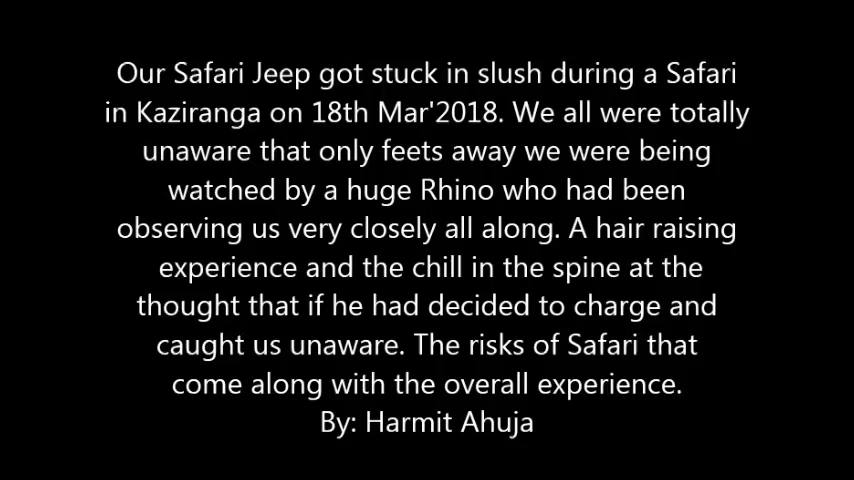 Our Safari Jeep got stuck in slush during a Safari
in Kaziranga on 18th Mar'2018. We all were totally
unaware that only feets away we were being
watched by a huge Rhino who had been
observing us very closely all along. A hair raising
experience and the chill in the spine at the
thought that if he had decided to charge and
caught us unaware. The risks of Safari that
come along with the overall experience.
By: Harmit Ahuja